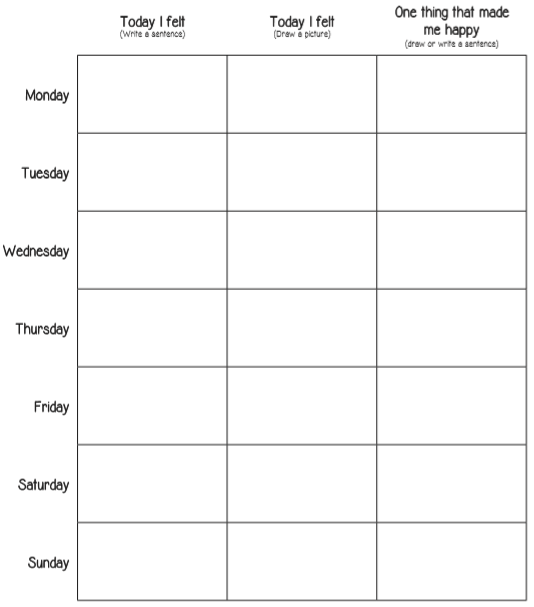 Today I felt
(Write a sentence)
Today I felt
(Draw a picture)
One thing that made
me happy
(draw or write a sentence)
Monday
Tuesday
Wednesday
Thursday
Friday
Saturday
Sunday